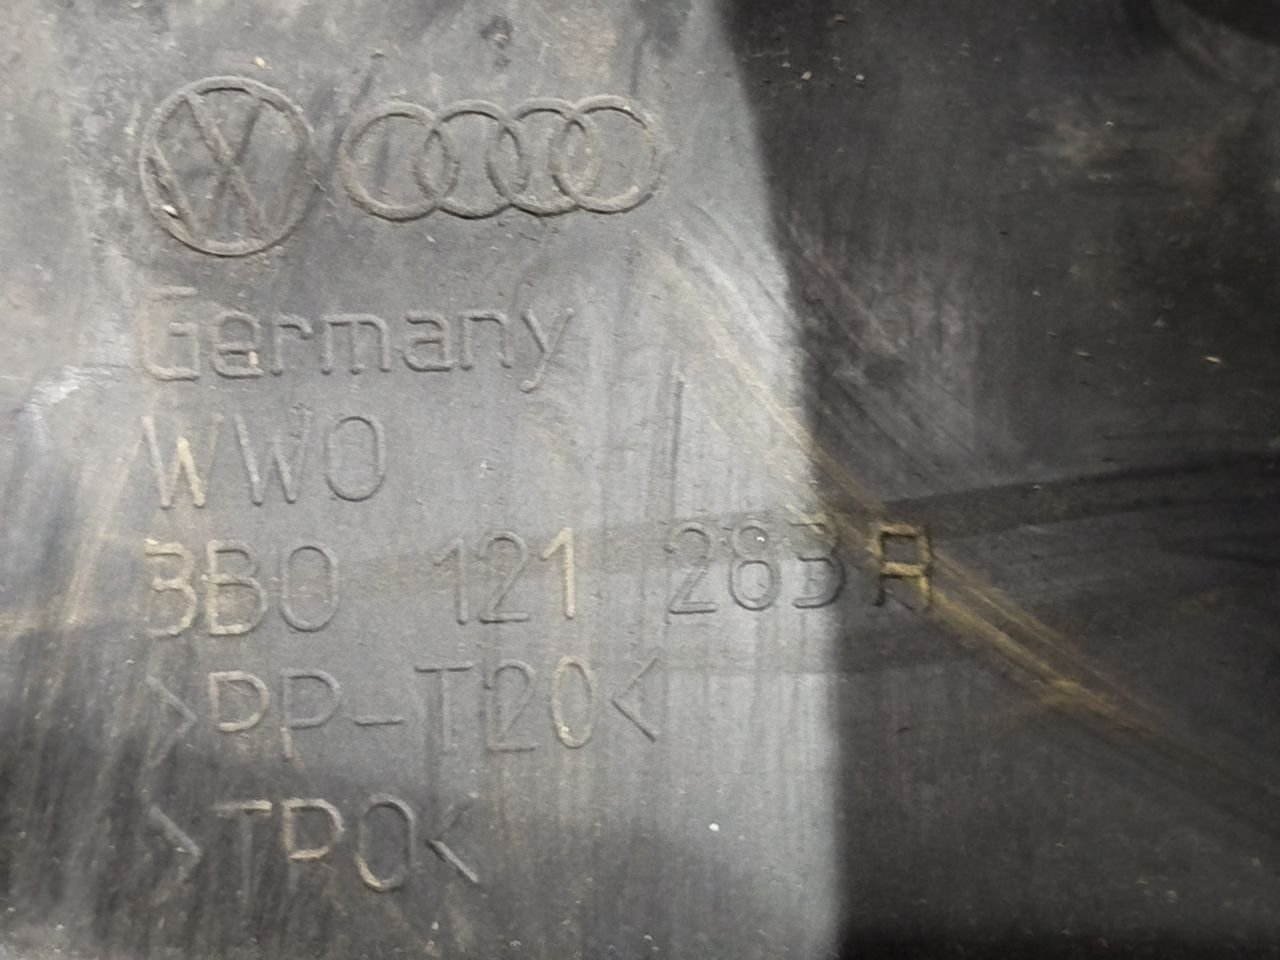 Germany
WWO
3B0 121 283 A
>PP-T20<
>TPO<